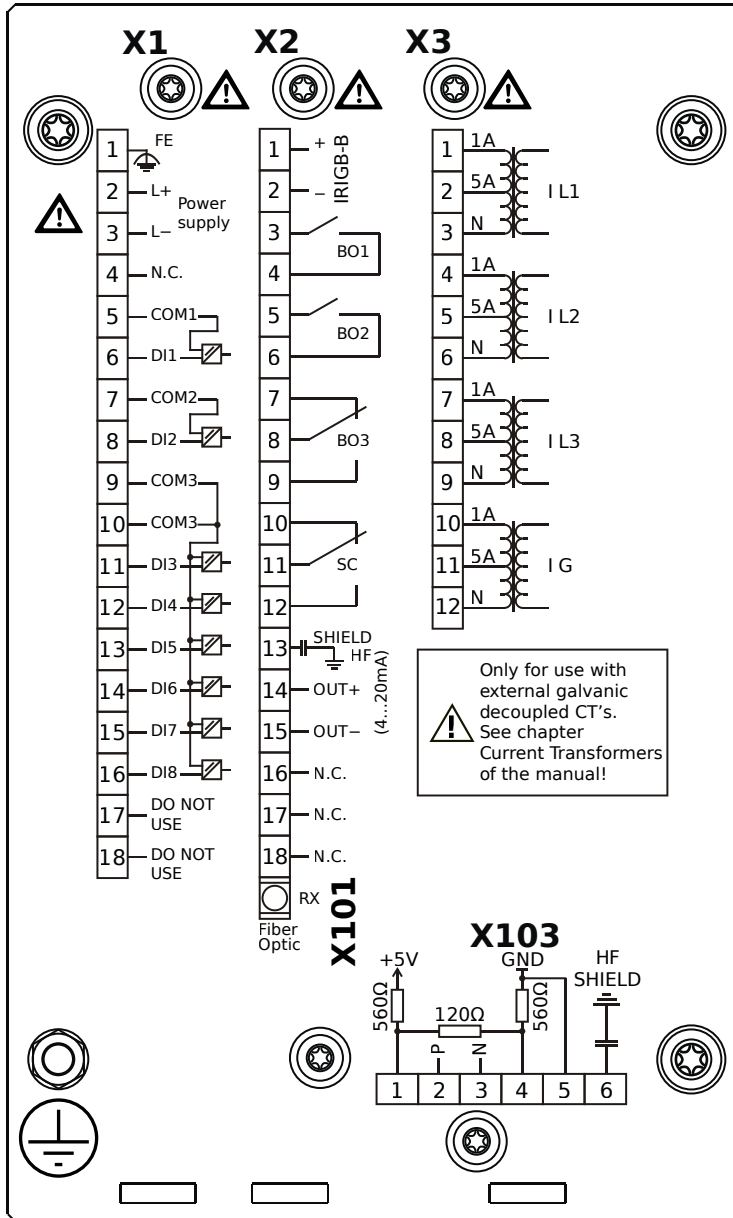 X1
X2
X3
1 FE
2 L+
3 L−
Power
supply
4 N.C.
5 COM1
6 DI1
7 COM2
8 DI2
9 COM3
10 COM3
11 DI3
12 DI4
13 DI5
14 DI6
15 DI7
16 DI8
17 DO NOT
USE
18 DO NOT
USE
1 +
2 −
IRIGB-B
3
4
BO1
5
6
BO2
7
8
9
BO3
10
11
12
SC
13 SHIELD
HF
14 OUT+
15 OUT−
(4...20mA)
16 N.C.
17 N.C.
18 N.C.
RX
Fiber
Optic
X101
1 1A
2 5A
3 N
I L1
4 1A
5 5A
6 N
I L2
7 1A
8 5A
9 N
I L3
10 1A
11 5A
12 N
I G
Only for use with
external galvanic
decoupled CT's.
See chapter
Current Transformers
of the manual!
X103
+5V
GND
HF
SHIELD
560Ω
120Ω
560Ω
P
N
1 2 3 4 5 6